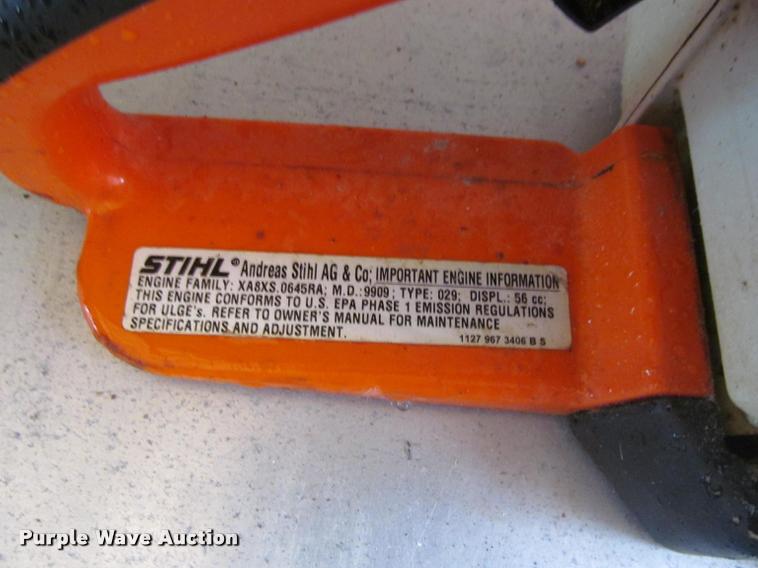 STIHL® Andreas Stihl AG & Co; IMPORTANT ENGINE INFORMATION
ENGINE FAMILY: XA8XS.0645RA; M.D.:9909; TYPE: 029; DISPL.: 56 cc;
THIS ENGINE CONFORMS TO U.S. EPA PHASE 1 EMISSION REGULATIONS
FOR ULGE's. REFER TO OWNER'S MANUAL FOR MAINTENANCE
SPECIFICATIONS AND ADJUSTMENT.
1127 967 3406 B S
Purple Wave Auction